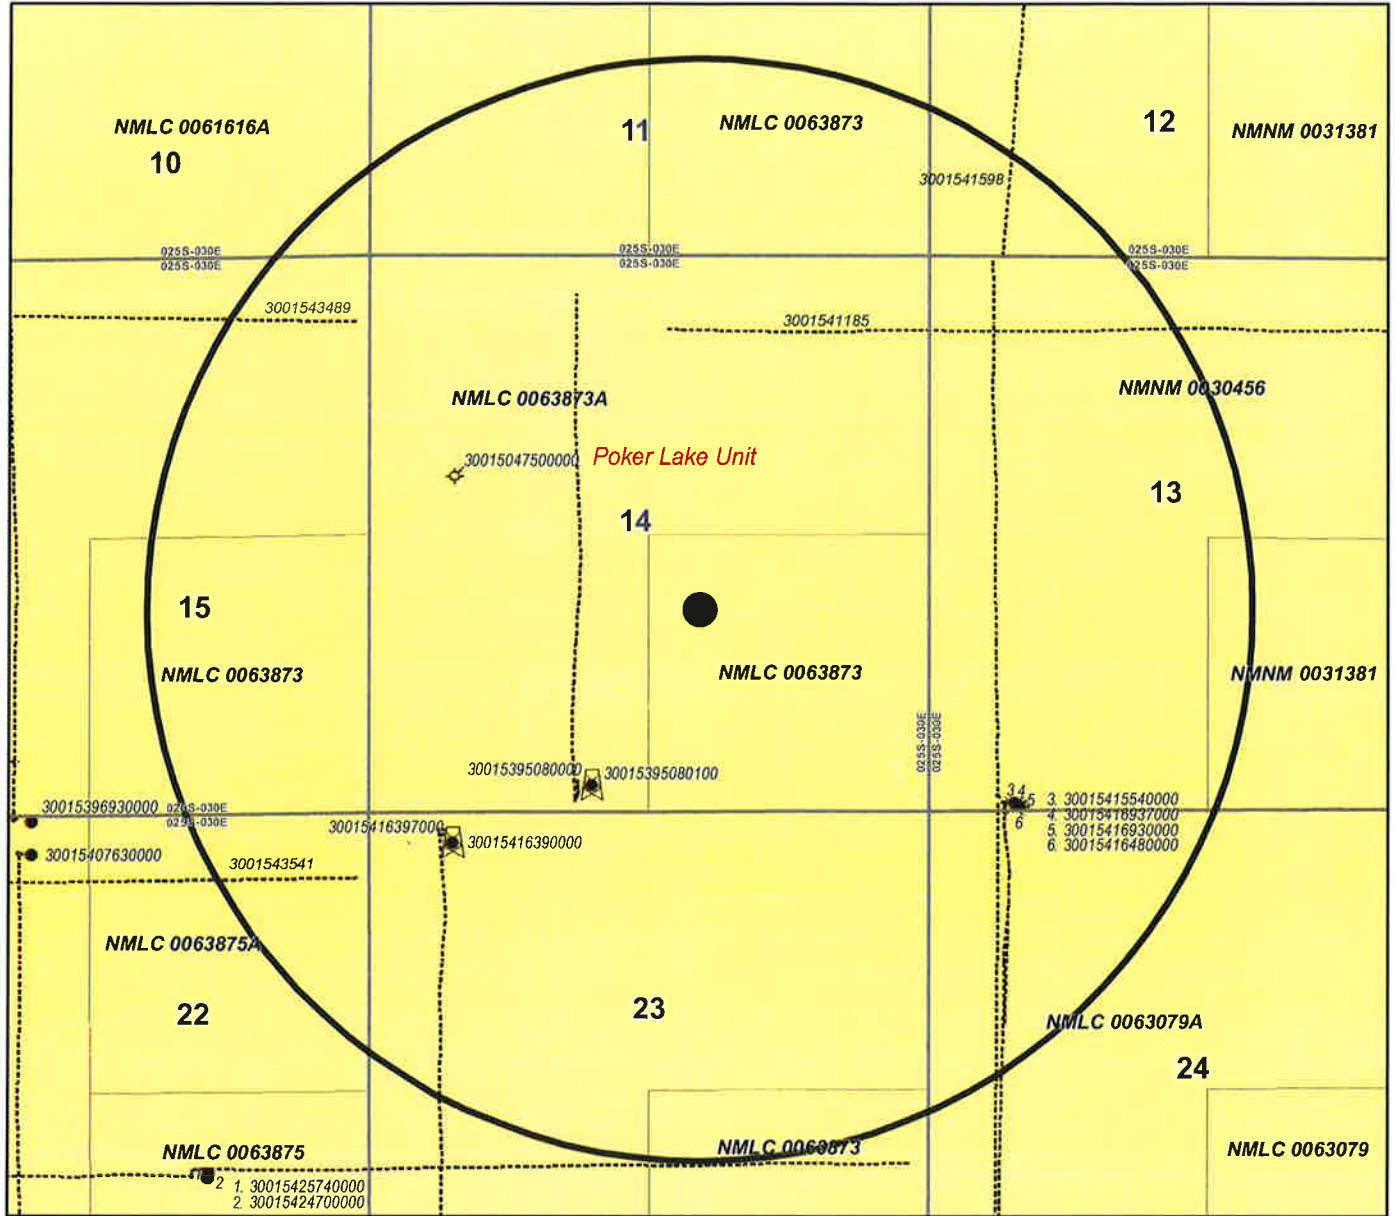 NMLC 0061616A
10
11
NMLC 0063873
12
NMNM 0031381
3001541598
025S-030E
025S-030E
025S-030E
025S-030E
025S-030E
025S-030E
3001543489
3001541185
NMLC 0063873A
NMNM 0030456
30015047500000
Poker Lake Unit
13
14
15
NMLC 0063873
NMLC 0063873
NMNM 0031381
025S-030E
025S-030E
30015395080000
30015395080100
30015396930000
025S-030E
025S-030E
3 4
5
6
3. 30015415540000
4. 30015416937000
5. 30015416930000
6. 30015416480000
30015416397000
30015416390000
30015407630000
3001543541
NMLC 0063875A
22
23
NMLC 0063079A
24
NMLC 0063875
NMLC 0063873
NMLC 0063079
1
2
1. 30015425740000
2. 30015424700000